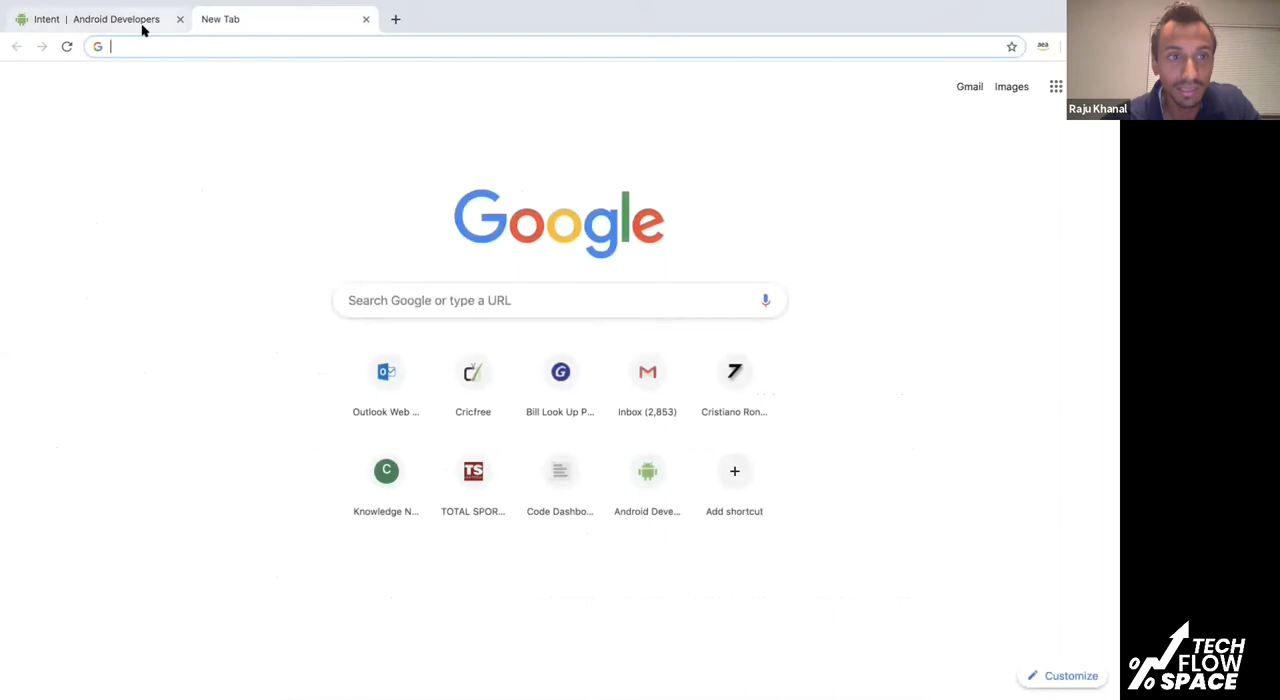 Intent | Android Developers
New Tab
aea
Gmail Images
Raju Khanal
Google
Search Google or type a URL
Outlook Web ...
Cricfree
Bill Look Up P...
Inbox (2,853)
Cristiano Ron...
C
TS
Knowledge N...
TOTAL SPOR...
Code Dashbo...
Android Deve...
Add shortcut
Customize
TECH
FLOW
SPACE